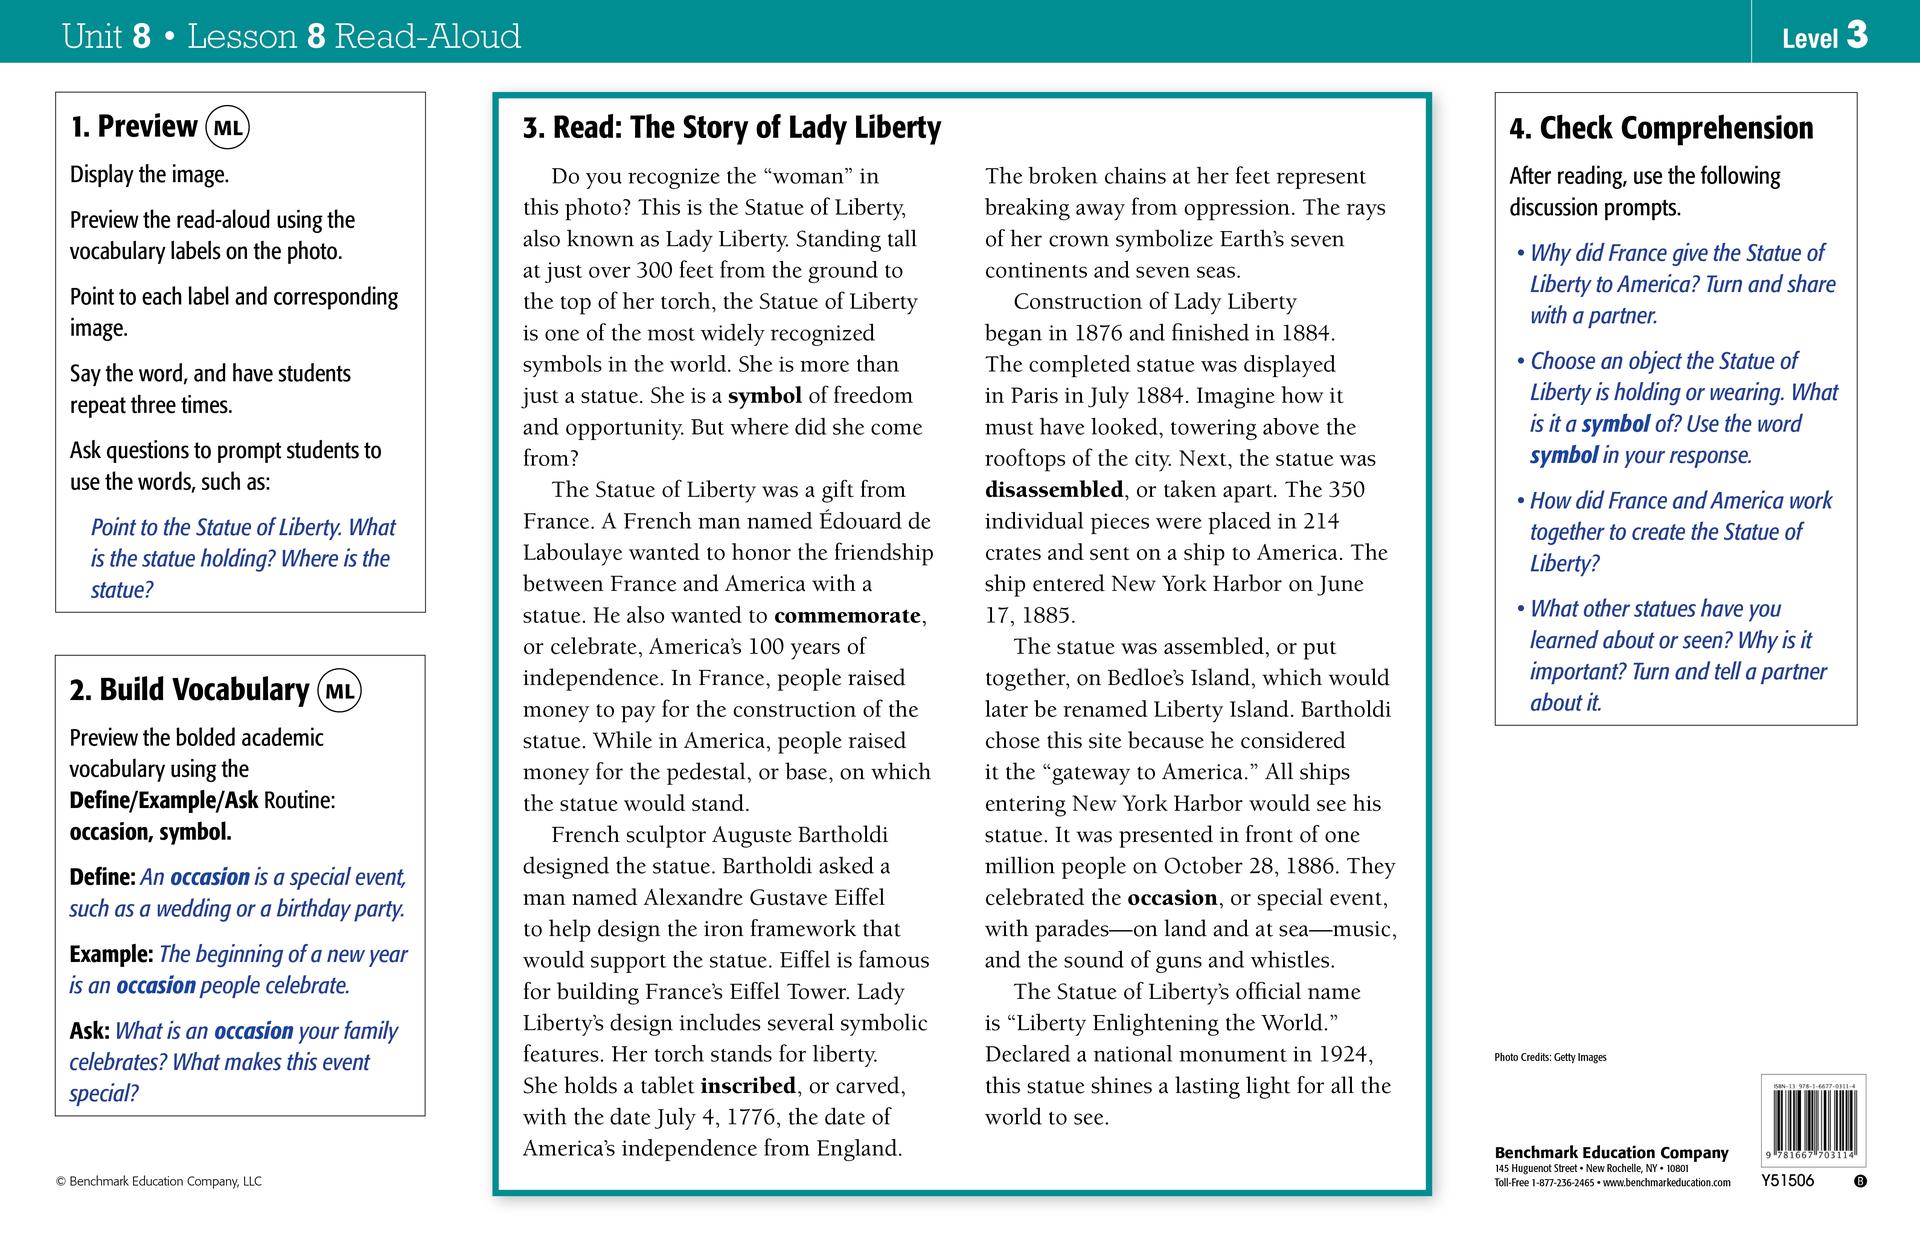 Unit 8 • Lesson 8 Read-Aloud
Level 3
1. Preview ML
Display the image.
Preview the read-aloud using the
vocabulary labels on the photo.
Point to each label and corresponding
image.
Say the word, and have students
repeat three times.
Ask questions to prompt students to
use the words, such as:
Point to the Statue of Liberty. What
is the statue holding? Where is the
statue?
2. Build Vocabulary ML
Preview the bolded academic
vocabulary using the
Define/Example/Ask Routine:
occasion, symbol.
Define: An occasion is a special event,
such as a wedding or a birthday party.
Example: The beginning of a new year
is an occasion people celebrate.
Ask: What is an occasion your family
celebrates? What makes this event
special?
© Benchmark Education Company, LLC
3. Read: The Story of Lady Liberty
Do you recognize the “woman” in
this photo? This is the Statue of Liberty,
also known as Lady Liberty. Standing tall
at just over 300 feet from the ground to
the top of her torch, the Statue of Liberty
is one of the most widely recognized
symbols in the world. She is more than
just a statue. She is a symbol of freedom
and opportunity. But where did she come
from?
The Statue of Liberty was a gift from
France. A French man named Édouard de
Laboulaye wanted to honor the friendship
between France and America with a
statue. He also wanted to commemorate,
or celebrate, America’s 100 years of
independence. In France, people raised
money to pay for the construction of the
statue. While in America, people raised
money for the pedestal, or base, on which
the statue would stand.
French sculptor Auguste Bartholdi
designed the statue. Bartholdi asked a
man named Alexandre Gustave Eiffel
to help design the iron framework that
would support the statue. Eiffel is famous
for building France’s Eiffel Tower. Lady
Liberty’s design includes several symbolic
features. Her torch stands for liberty.
She holds a tablet inscribed, or carved,
with the date July 4, 1776, the date of
America’s independence from England.
The broken chains at her feet represent
breaking away from oppression. The rays
of her crown symbolize Earth’s seven
continents and seven seas.
Construction of Lady Liberty
began in 1876 and finished in 1884.
The completed statue was displayed
in Paris in July 1884. Imagine how it
must have looked, towering above the
rooftops of the city. Next, the statue was
disassembled, or taken apart. The 350
individual pieces were placed in 214
crates and sent on a ship to America. The
ship entered New York Harbor on June
17, 1885.
The statue was assembled, or put
together, on Bedloe’s Island, which would
later be renamed Liberty Island. Bartholdi
chose this site because he considered
it the “gateway to America.” All ships
entering New York Harbor would see his
statue. It was presented in front of one
million people on October 28, 1886. They
celebrated the occasion, or special event,
with parades—on land and at sea—music,
and the sound of guns and whistles.
The Statue of Liberty’s official name
is “Liberty Enlightening the World.”
Declared a national monument in 1924,
this statue shines a lasting light for all the
world to see.
4. Check Comprehension
After reading, use the following
discussion prompts.
• Why did France give the Statue of
Liberty to America? Turn and share
with a partner.
• Choose an object the Statue of
Liberty is holding or wearing. What
is it a symbol of? Use the word
symbol in your response.
• How did France and America work
together to create the Statue of
Liberty?
• What other statues have you
learned about or seen? Why is it
important? Turn and tell a partner
about it.
Photo Credits: Getty Images
Benchmark Education Company
145 Huguenot Street • New Rochelle, NY • 10801
Toll-Free 1-877-236-2465 • www.benchmarkeducation.com
ISBN-13 978-1-6677-0311-4
9 781667 703114
Y51506
B